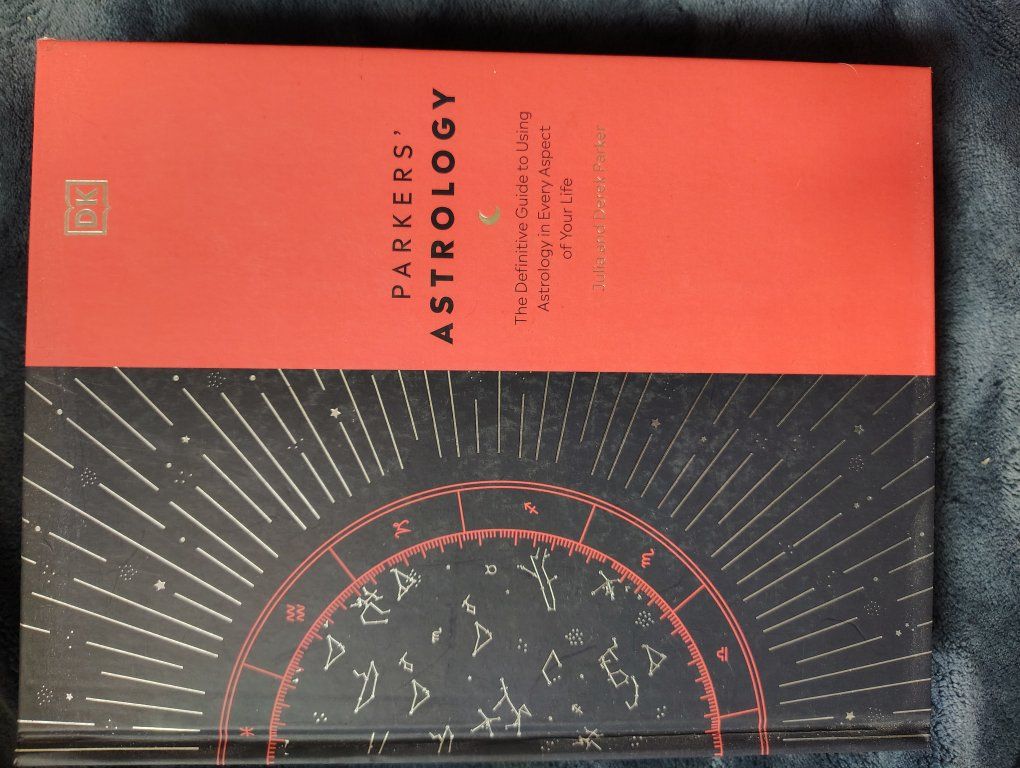 DK
PARKERS'
ASTROLOGY
The Definitive Guide to Using
Astrology in Every Aspect
of Your Life
Julia and Derek Parker